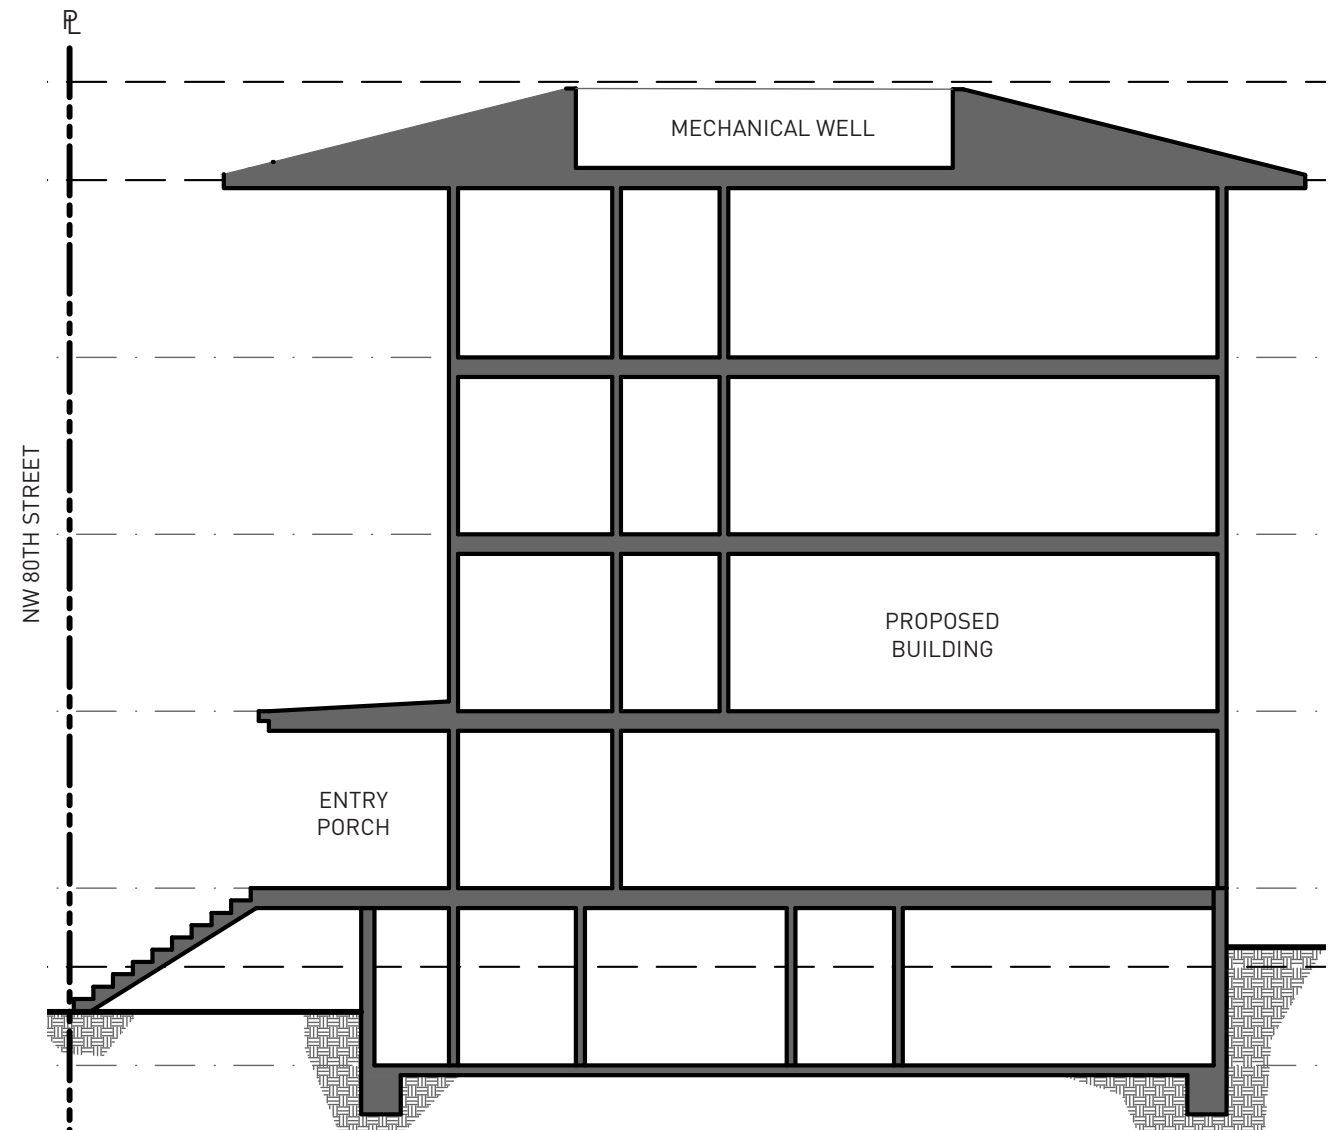 PL
MECHANICAL WELL
NW 80TH STREET
PROPOSED
BUILDING
ENTRY
PORCH